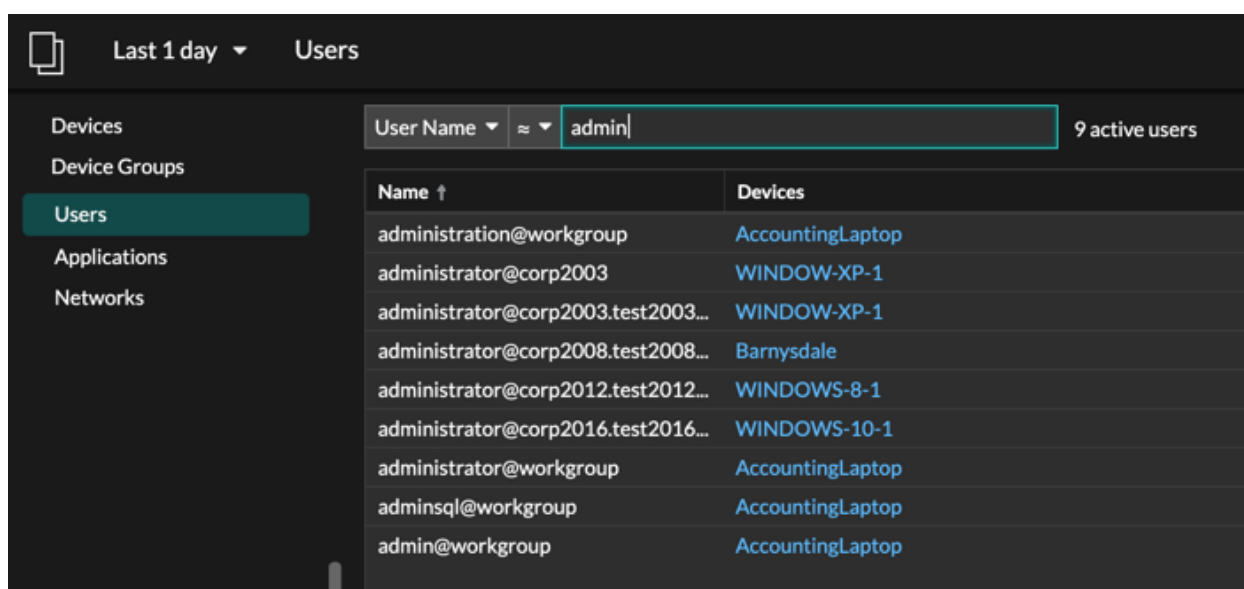 Last 1 day Users
Devices
Device Groups
Users
Applications
Networks
User Name ≈ admin 9 active users
Name ↑ Devices
administration@workgroup AccountingLaptop
administrator@corp2003 WINDOW-XP-1
administrator@corp2003.test2003... WINDOW-XP-1
administrator@corp2008.test2008... Barnysdale
administrator@corp2012.test2012... WINDOWS-8-1
administrator@corp2016.test2016... WINDOWS-10-1
administrator@workgroup AccountingLaptop
adminsql@workgroup AccountingLaptop
admin@workgroup AccountingLaptop